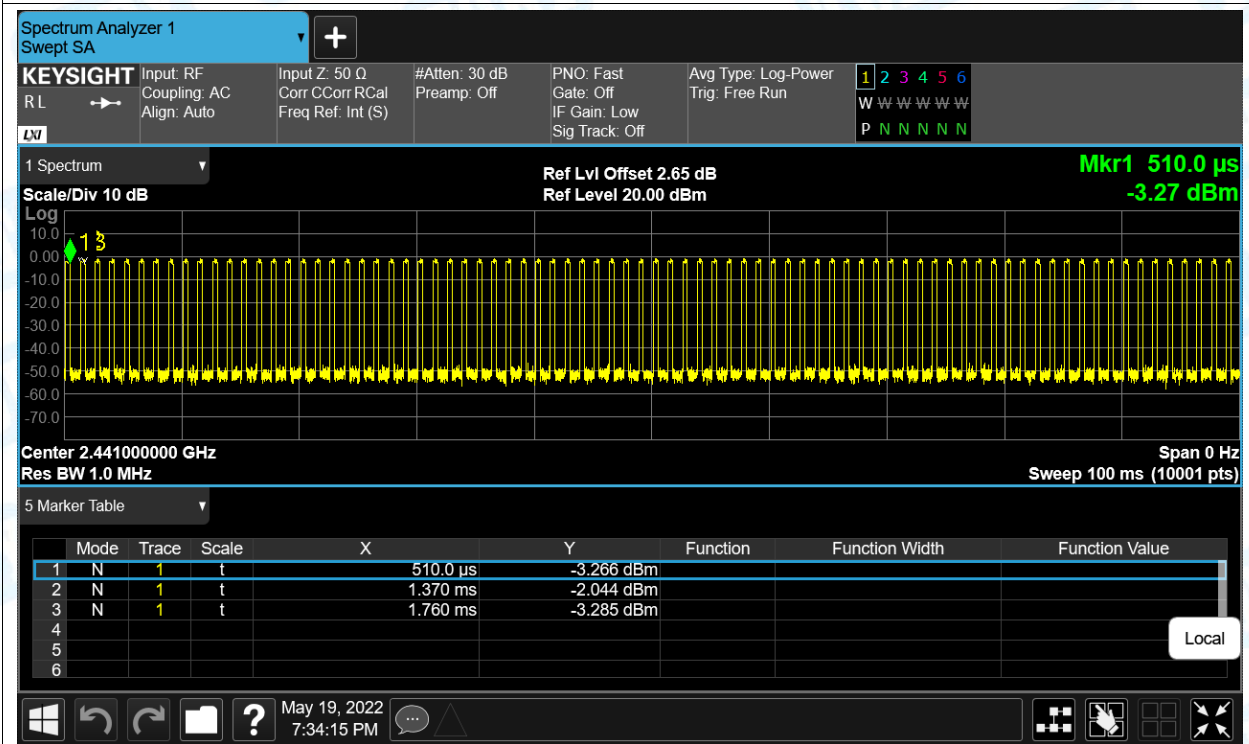 Spectrum Analyzer 1
Swept SA
KEYSIGHT
R L
LXI
Input: RF
Coupling: AC
Align: Auto
Input Z: 50 Ω
Corr CCorr RCal
Freq Ref: Int (S)
#Atten: 30 dB
Preamp: Off
PNO: Fast
Gate: Off
IF Gain: Low
Sig Track: Off
Avg Type: Log-Power
Trig: Free Run
1 2 3 4 5 6
W W W W W W
P N N N N N
1 Spectrum
Scale/Div 10 dB
Ref Lvl Offset 2.65 dB
Ref Level 20.00 dBm
Mkr1 510.0 µs
-3.27 dBm
Log
10.0
0.00
-10.0
-20.0
-30.0
-40.0
-50.0
-60.0
-70.0
1 3
Center 2.441000000 GHz
Span 0 Hz
Res BW 1.0 MHz
Sweep 100 ms (10001 pts)
5 Marker Table
Mode Trace Scale X Y Function Function Width Function Value
1 N 1 t 510.0 µs -3.266 dBm
2 N 1 t 1.370 ms -2.044 dBm
3 N 1 t 1.760 ms -3.285 dBm
4
5
6
Local
?
May 19, 2022
7:34:15 PM